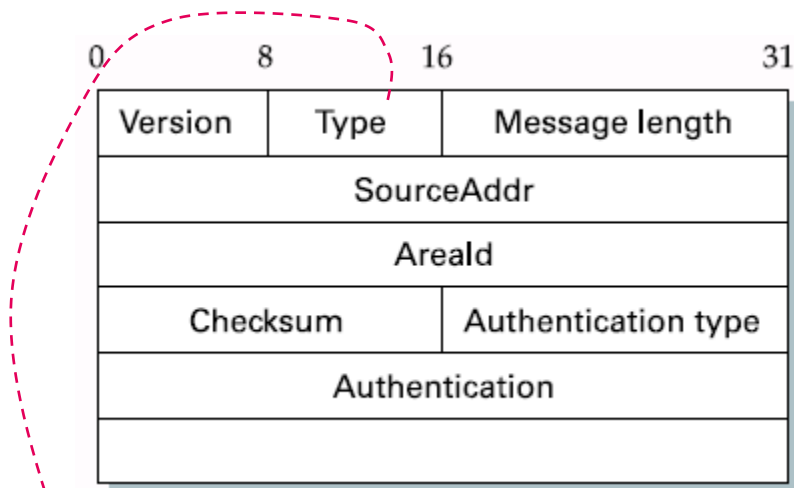 0 8 16 31
Version Type Message length
SourceAddr
AreaId
Checksum Authentication type
Authentication